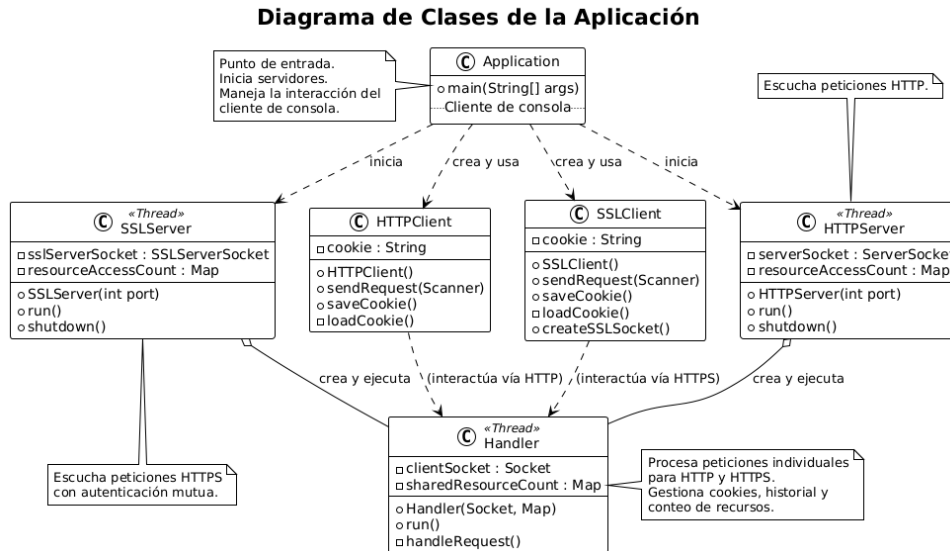 Diagrama de Clases de la Aplicación
Punto de entrada.
Inicia servidores.
Maneja la interacción del
cliente de consola.
C Application
main(String[] args)
Cliente de consola
Escucha peticiones HTTP.
inicia
crea y usa
crea y usa
inicia
C «Thread»
SSLServer
sslServerSocket : SSLServerSocket
resourceAccessCount : Map
SSLServer(int port)
run()
shutdown()
C HTTPClient
cookie : String
HTTPClient()
sendRequest(Scanner)
saveCookie()
loadCookie()
C SSLClient
cookie : String
SSLClient()
sendRequest(Scanner)
saveCookie()
loadCookie()
createSSLSocket()
C «Thread»
HTTPServer
serverSocket : ServerSocket
resourceAccessCount : Map
HTTPServer(int port)
run()
shutdown()
crea y ejecuta
(interactúa vía HTTP)
(interactúa vía HTTPS)
crea y ejecuta
Escucha peticiones HTTPS
con autenticación mutua.
C «Thread»
Handler
clientSocket : Socket
sharedResourceCount : Map
Handler(Socket, Map)
run()
handleRequest()
Procesa peticiones individuales
para HTTP y HTTPS.
Gestiona cookies, historial y
conteo de recursos.